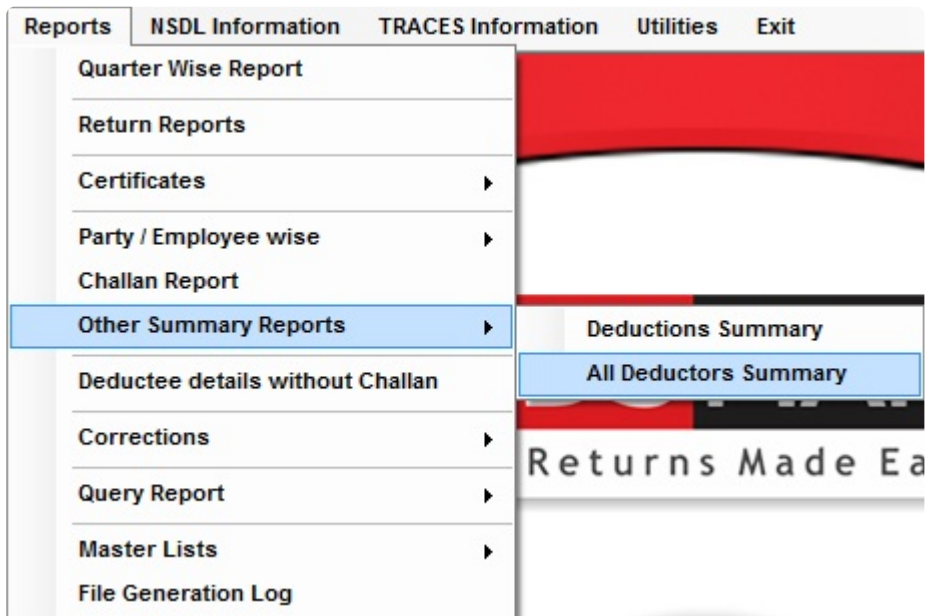 Reports NSDL Information TRACES Information Utilities Exit
Quarter Wise Report
Return Reports
Certificates
Party / Employee wise
Challan Report
Other Summary Reports
Deductions Summary
All Deductors Summary
Deductee details without Challan
Corrections
Returns Made Ea
Query Report
Master Lists
File Generation Log